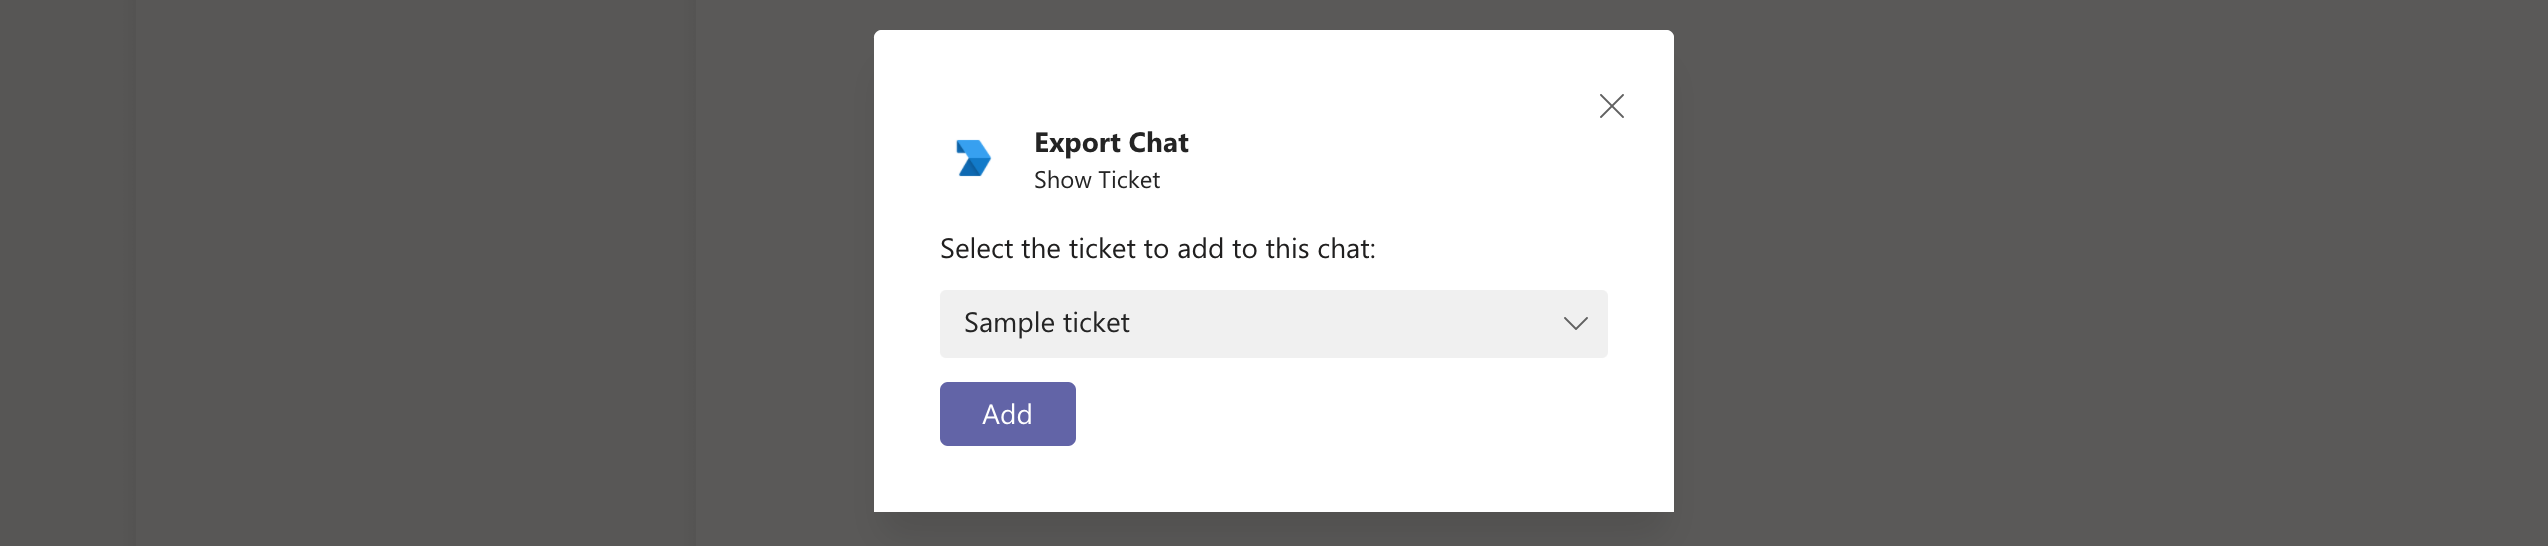 Export Chat
Show Ticket
Select the ticket to add to this chat:
Sample ticket
Add